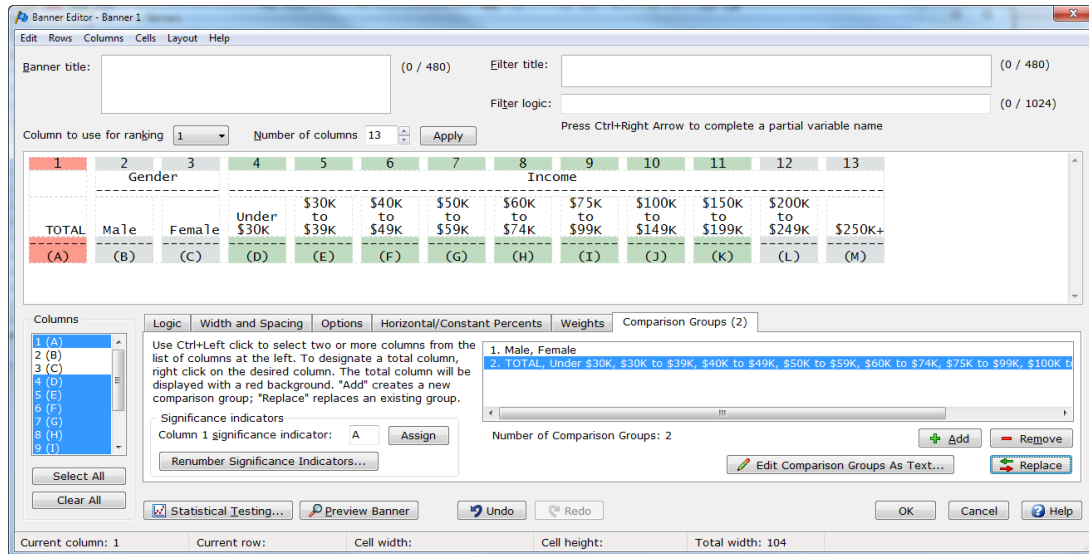 Banner Editor - Banner 1
Edit Rows Columns Cells Layout Help
Banner title: (0 / 480) Filter title: (0 / 480)
Filter logic: (0 / 1024)
Column to use for ranking 1 Number of columns 13 Apply Press Ctrl+Right Arrow to complete a partial variable name
1 2 3 4 5 6 7 8 9 10 11 12 13
Gender Income
$30K $40K $50K $60K $75K $100K $150K $200K
Under to to to to to to to to
TOTAL Male Female $30K $39K $49K $59K $74K $99K $149K $199K $249K $250K+
(A) (B) (C) (D) (E) (F) (G) (H) (I) (J) (K) (L) (M)
Columns
1 (A)
2 (B)
3 (C)
4 (D)
5 (E)
6 (F)
7 (G)
8 (H)
9 (I)
Select All
Clear All
Logic Width and Spacing Options Horizontal/Constant Percents Weights Comparison Groups (2)
Use Ctrl+Left click to select two or more columns from the
list of columns at the left. To designate a total column,
right click on the desired column. The total column will be
displayed with a red background. "Add" creates a new
comparison group; "Replace" replaces an existing group.
Significance indicators
Column 1 significance indicator: A Assign
Renumber Significance Indicators...
1. Male, Female
2. TOTAL, Under $30K, $30K to $39K, $40K to $49K, $50K to $59K, $60K to $74K, $75K to $99K, $100K t
Number of Comparison Groups: 2 Add Remove
Edit Comparison Groups As Text... Replace
Statistical Testing... Preview Banner Undo Redo OK Cancel Help
Current column: 1 Current row: Cell width: Cell height: Total width: 104